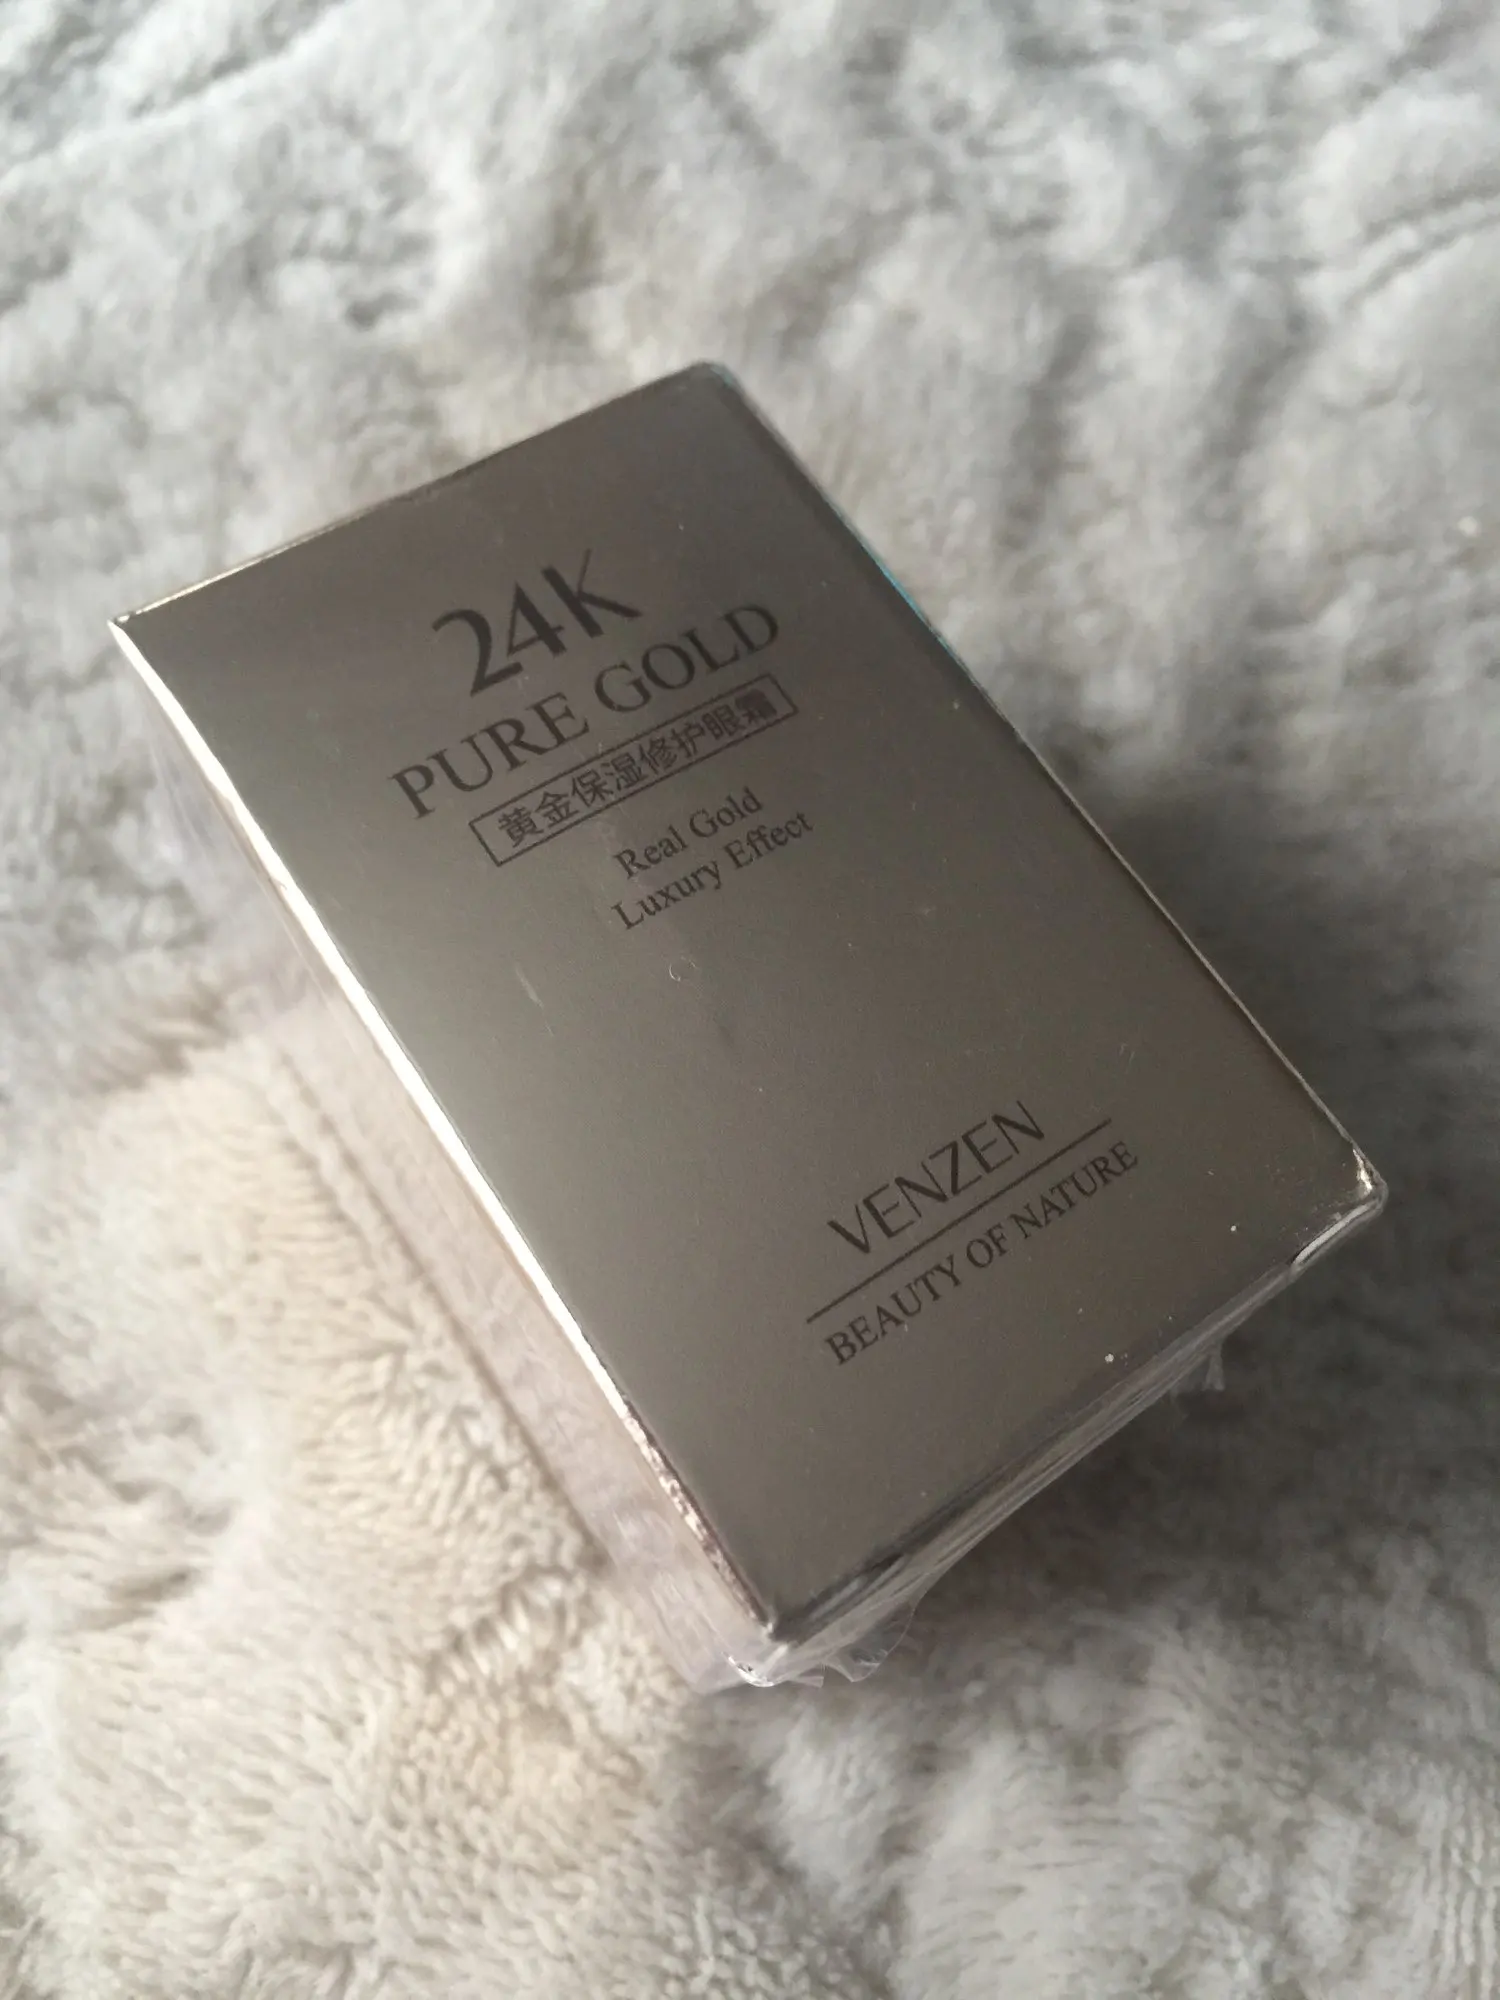 24K
PURE GOLD
黄金保湿修护眼霜
Real Gold
Luxury Effect
VENZEN
BEAUTY OF NATURE